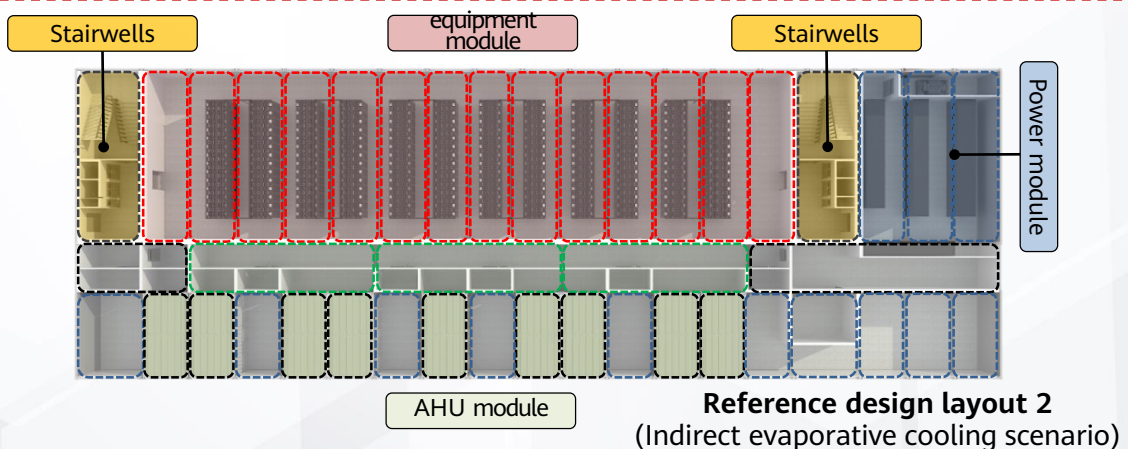 Stairwells
equipment
module
Stairwells
Power module
AHU module
Reference design layout 2
(Indirect evaporative cooling scenario)